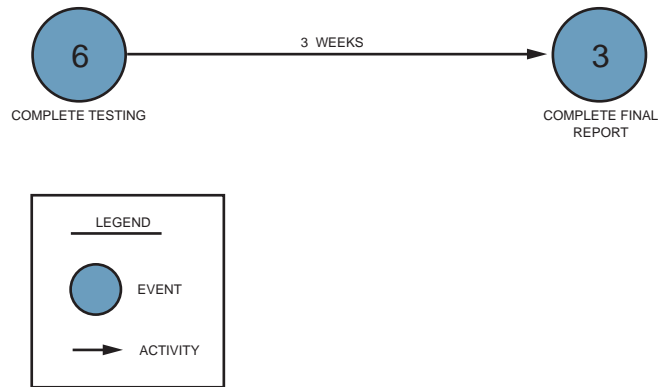 6
3 WEEKS
3
COMPLETE TESTING
COMPLETE FINAL
REPORT
LEGEND
EVENT
ACTIVITY